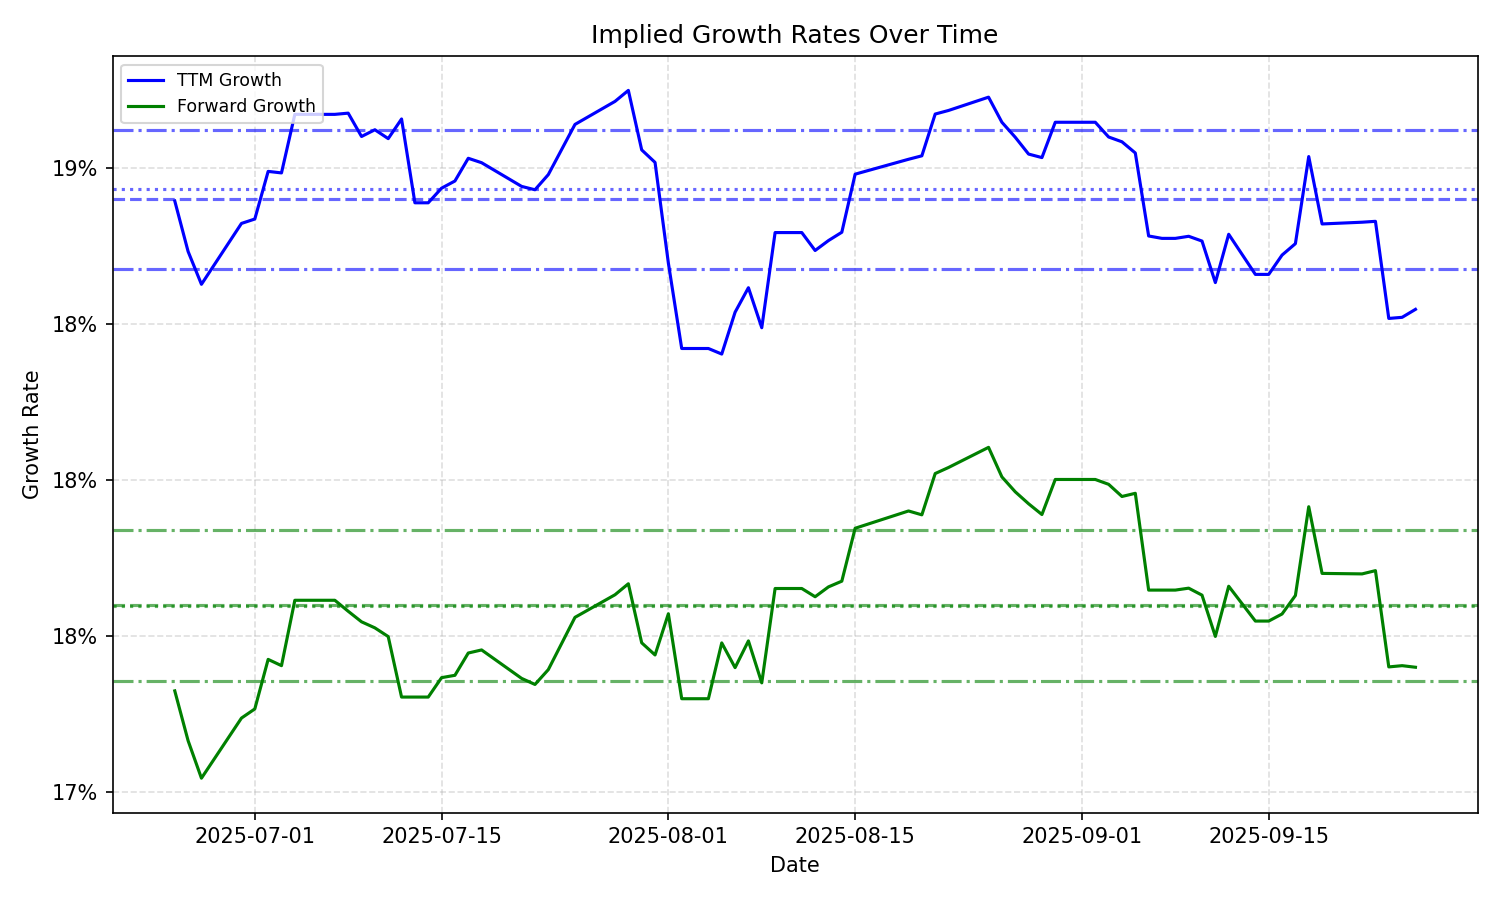 Implied Growth Rates Over Time
TTM Growth
Forward Growth
19%
18%
18%
18%
17%
Growth Rate
2025-07-01
2025-07-15
2025-08-01
2025-08-15
2025-09-01
2025-09-15
Date